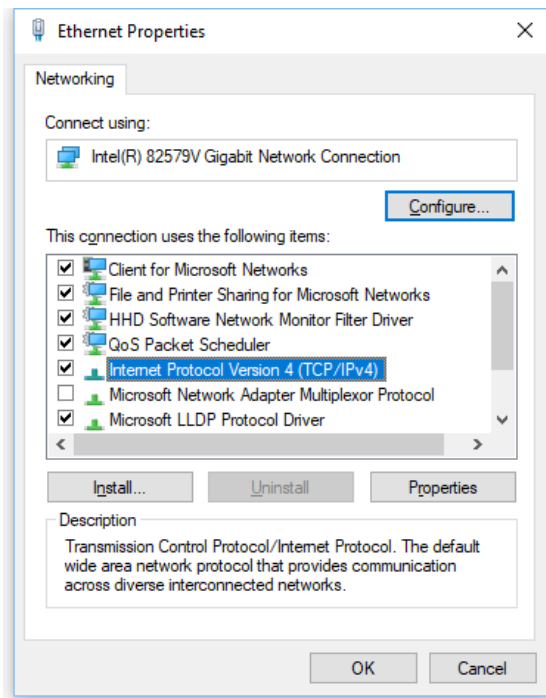 Ethernet Properties
Networking
Connect using:
Intel(R) 82579V Gigabit Network Connection
Configure...
This connection uses the following items:
Client for Microsoft Networks
File and Printer Sharing for Microsoft Networks
HHD Software Network Monitor Filter Driver
QoS Packet Scheduler
Internet Protocol Version 4 (TCP/IPv4)
Microsoft Network Adapter Multiplexor Protocol
Microsoft LLDP Protocol Driver
Install... Uninstall Properties
Description
Transmission Control Protocol/Internet Protocol. The default
wide area network protocol that provides communication
across diverse interconnected networks.
OK Cancel